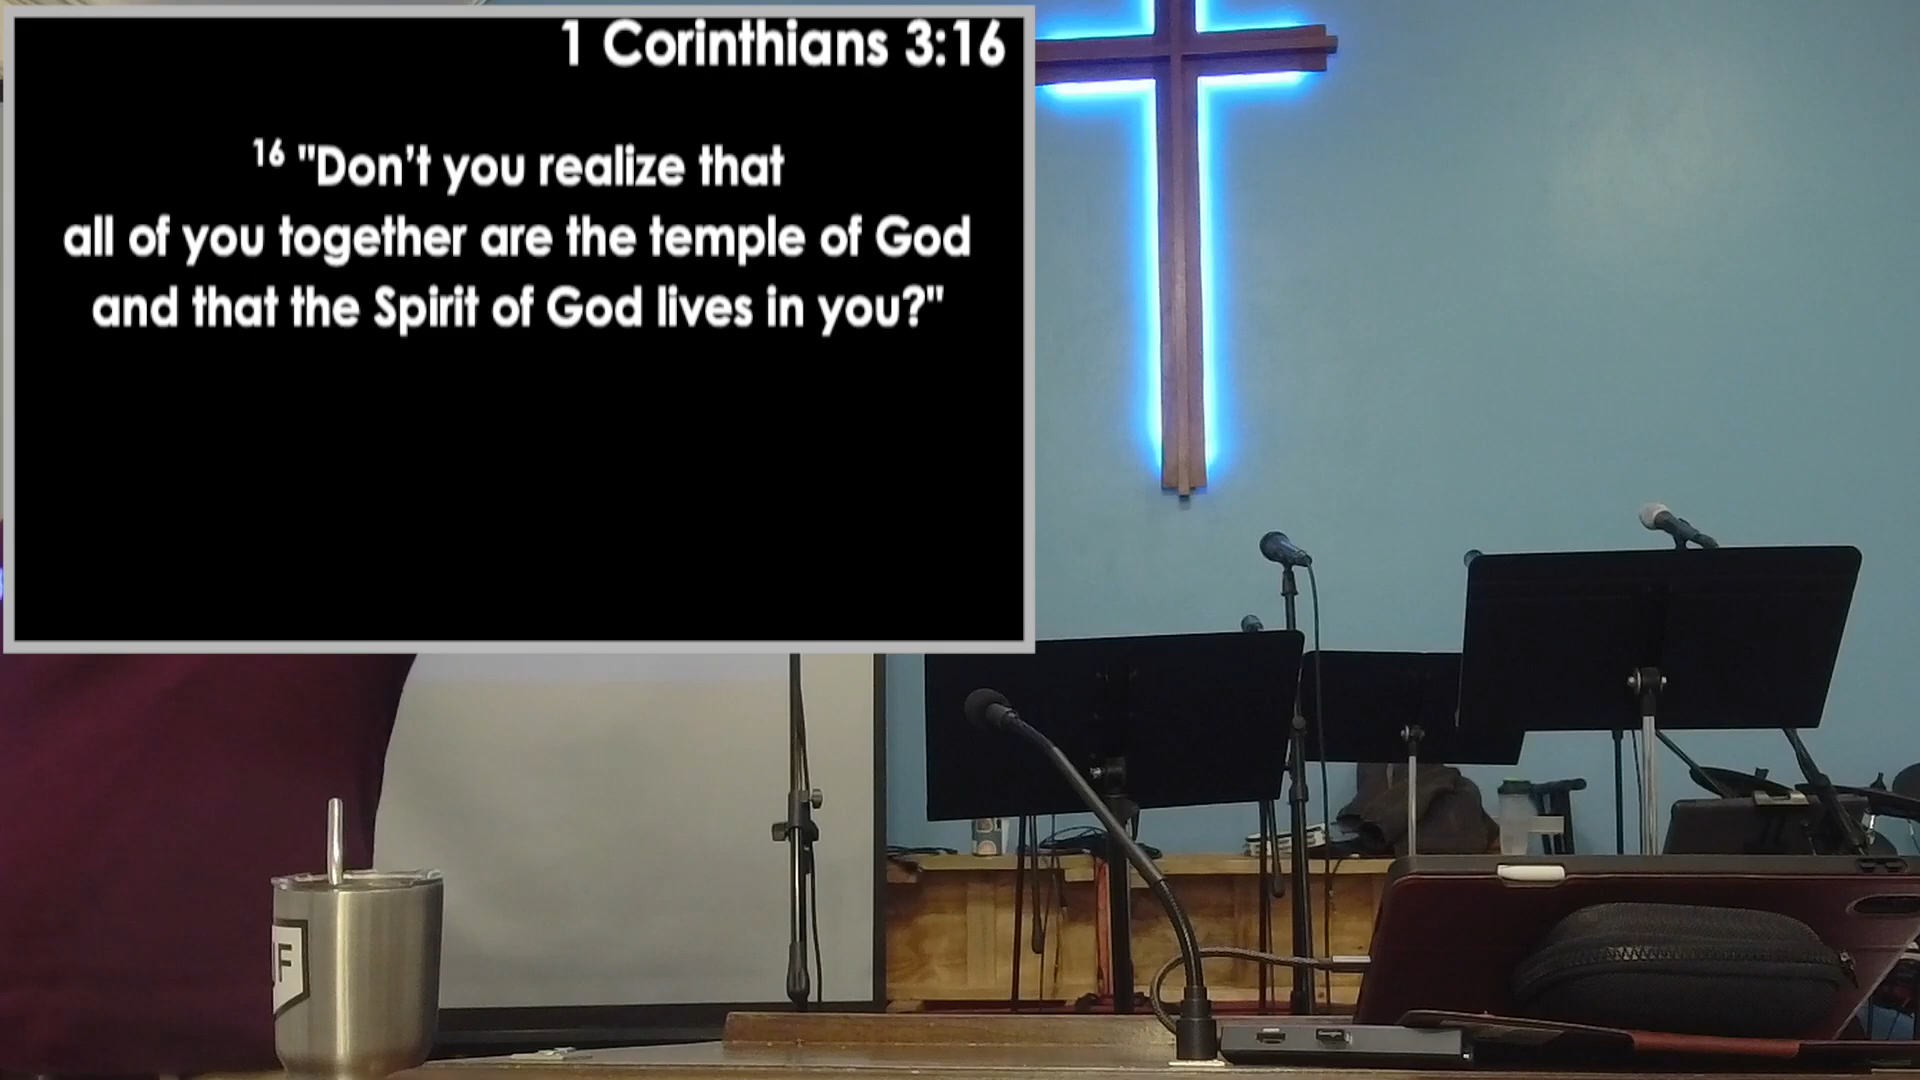 1 Corinthians 3:16
16 "Don’t you realize that
all of you together are the temple of God
and that the Spirit of God lives in you?"